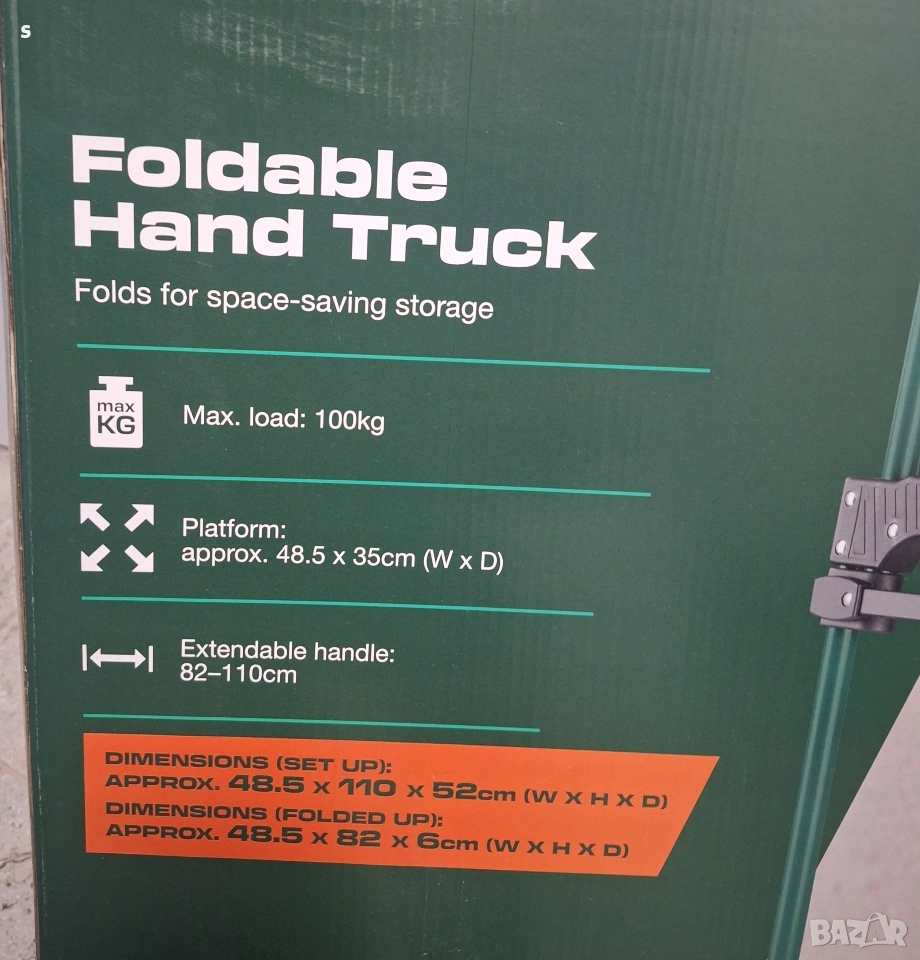 s
Foldable
Hand Truck
Folds for space-saving storage
max
KG
Max. load: 100kg
Platform:
approx. 48.5 x 35cm (W x D)
Extendable handle:
82–110cm
DIMENSIONS (SET UP):
APPROX. 48.5 x 110 x 52cm (W X H X D)
DIMENSIONS (FOLDED UP):
APPROX. 48.5 x 82 x 6cm (W X H X D)
BAZAR